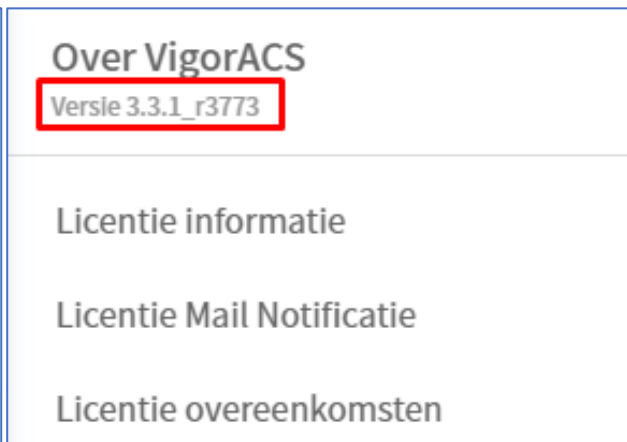 Over VigorACS
Versie 3.3.1_r3773
Licentie informatie
Licentie Mail Notificatie
Licentie overeenkomsten